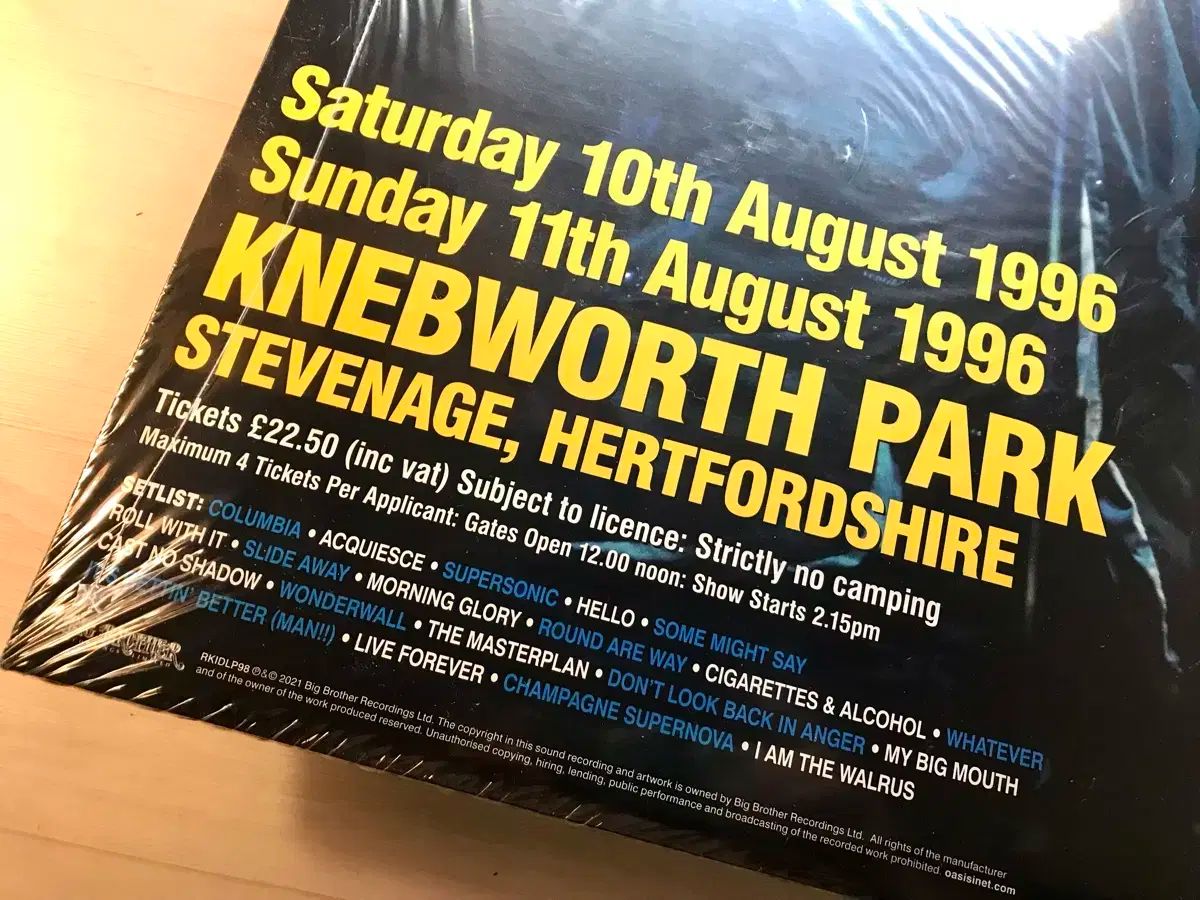 Saturday 10th August 1996
Sunday 11th August 1996
KNEBWORTH PARK
STEVENAGE, HERTFORDSHIRE
Tickets £22.50 (inc vat) Subject to licence: Strictly no camping
Maximum 4 Tickets Per Applicant: Gates Open 12.00 noon: Show Starts 2.15pm
SETLIST: COLUMBIA • ACQUIESCE • SUPERSONIC • HELLO • SOME MIGHT SAY
ROLL WITH IT • SLIDE AWAY • MORNING GLORY • ROUND ARE WAY • CIGARETTES & ALCOHOL • WHATEVER
CAST NO SHADOW • WONDERWALL • THE MASTERPLAN • DON'T LOOK BACK IN ANGER • MY BIG MOUTH
IT'S GETTIN' BETTER (MAN!!) • LIVE FOREVER • CHAMPAGNE SUPERNOVA • I AM THE WALRUS
RKIDLP98 ℗&© 2021 Big Brother Recordings Ltd. The copyright in this sound recording and artwork is owned by Big Brother Recordings Ltd. All rights of the manufacturer
and of the owner of the work produced reserved. Unauthorised copying, hiring, lending, public performance and broadcasting of the recorded work prohibited. oasisinet.com